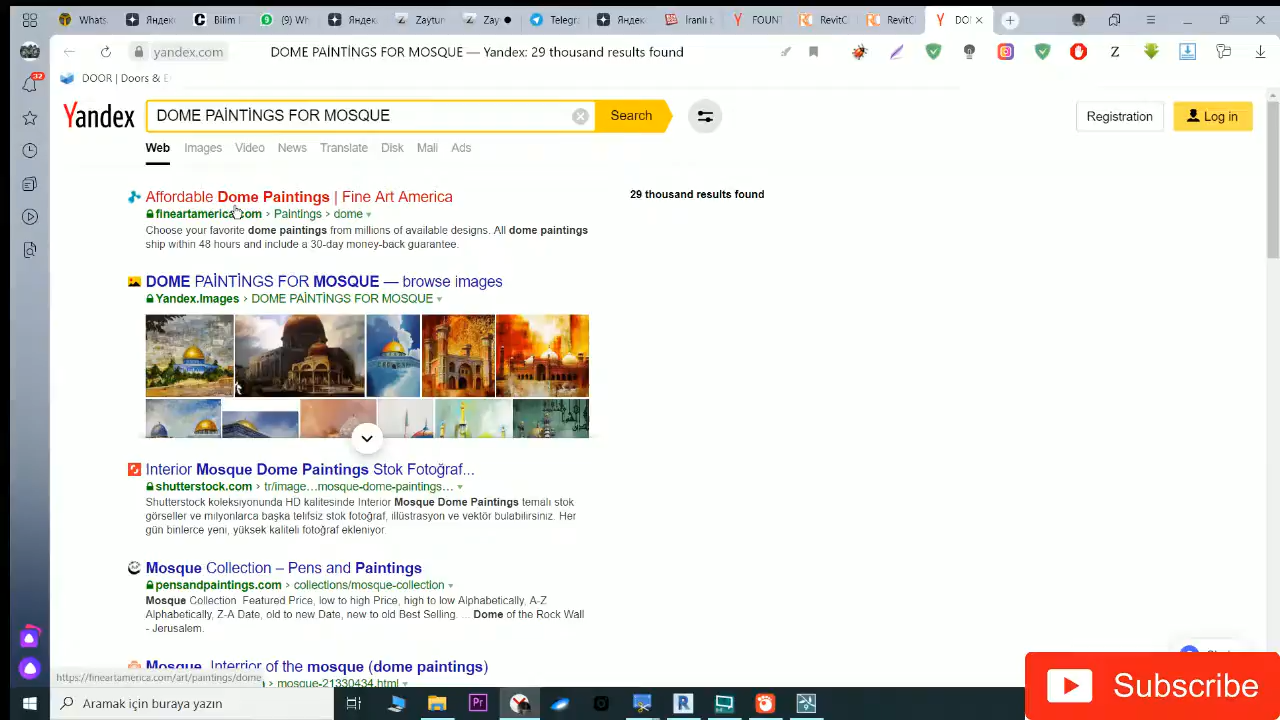 Whats
Яндек
Bilim
(9) Wh
Яндек
Zaytun
Zay
Telegra
Яндек
İranlı b
FOUNT
RevitC
RevitC
DO
yandex.com
DOME PAİNTİNGS FOR MOSQUE — Yandex: 29 thousand results found
32
DOOR | Doors & E
Yandex
DOME PAİNTİNGS FOR MOSQUE
Search
Registration
Log in
Web Images Video News Translate Disk Mail Ads
Affordable Dome Paintings | Fine Art America
fineartamerica.com › Paintings › dome
Choose your favorite dome paintings from millions of available designs. All dome paintings
ship within 48 hours and include a 30-day money-back guarantee.
29 thousand results found
DOME PAİNTİNGS FOR MOSQUE — browse images
Yandex.Images › DOME PAİNTİNGS FOR MOSQUE
Interior Mosque Dome Paintings Stok Fotoğraf...
shutterstock.com › tr/image...mosque-dome-paintings...
Shutterstock koleksiyonunda HD kalitesinde Interior Mosque Dome Paintings temalı stok
görseller ve milyonlarca başka telifsiz stok fotoğraf, illüstrasyon ve vektör bulabilirsiniz. Her
gün binlerce yeni, yüksek kaliteli fotoğraf ekleniyor.
Mosque Collection – Pens and Paintings
pensandpaintings.com › collections/mosque-collection
Mosque Collection. Featured Price, low to high Price, high to low Alphabetically, A-Z
Alphabetically, Z-A Date, old to new Date, new to old Best Selling. ... Dome of the Rock Wall
- Jerusalem.
Mosque. Interrior of the mosque (dome paintings)
› mosque-21330434.html
https://fineartamerica.com/art/paintings/dome
Subscribe
Aramak için buraya yazın